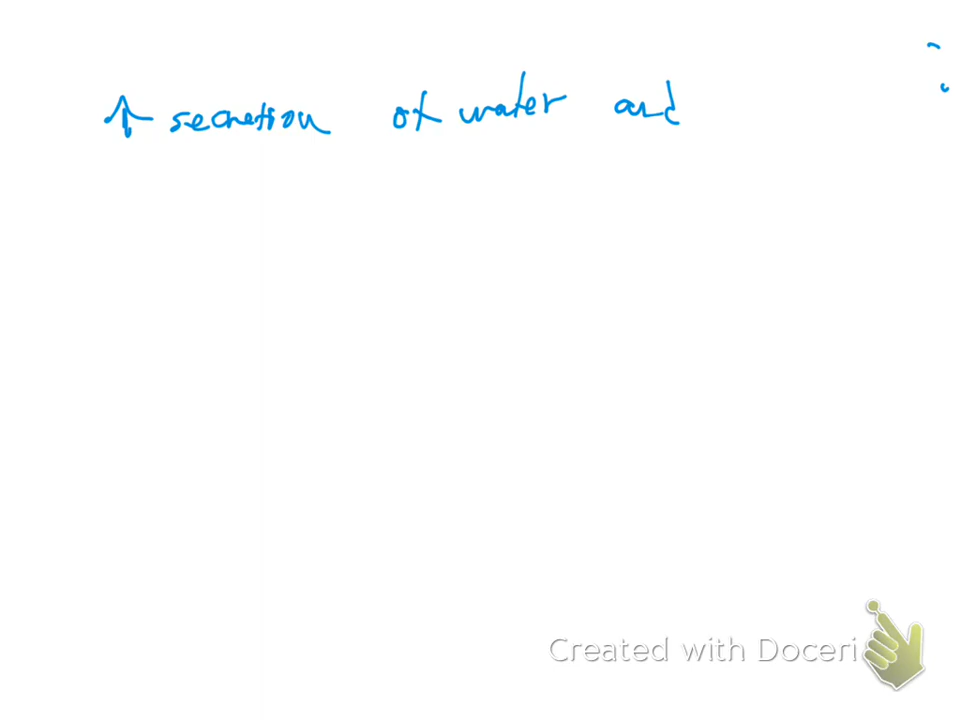 ↑ secretion of water and
Created with Doceri